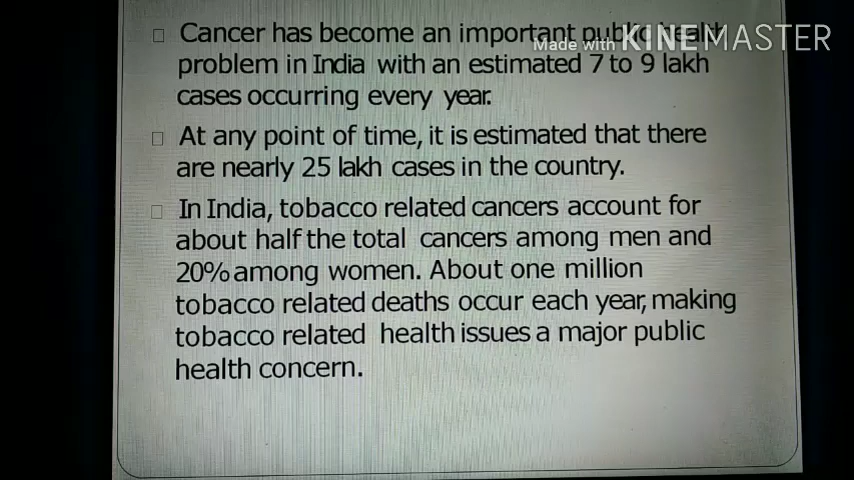 Cancer has become an important public health
Made with KINEMASTER
problem in India with an estimated 7 to 9 lakh
cases occurring every year.
At any point of time, it is estimated that there
are nearly 25 lakh cases in the country.
In India, tobacco related cancers account for
about half the total cancers among men and
20% among women. About one million
tobacco related deaths occur each year, making
tobacco related health issues a major public
health concern.